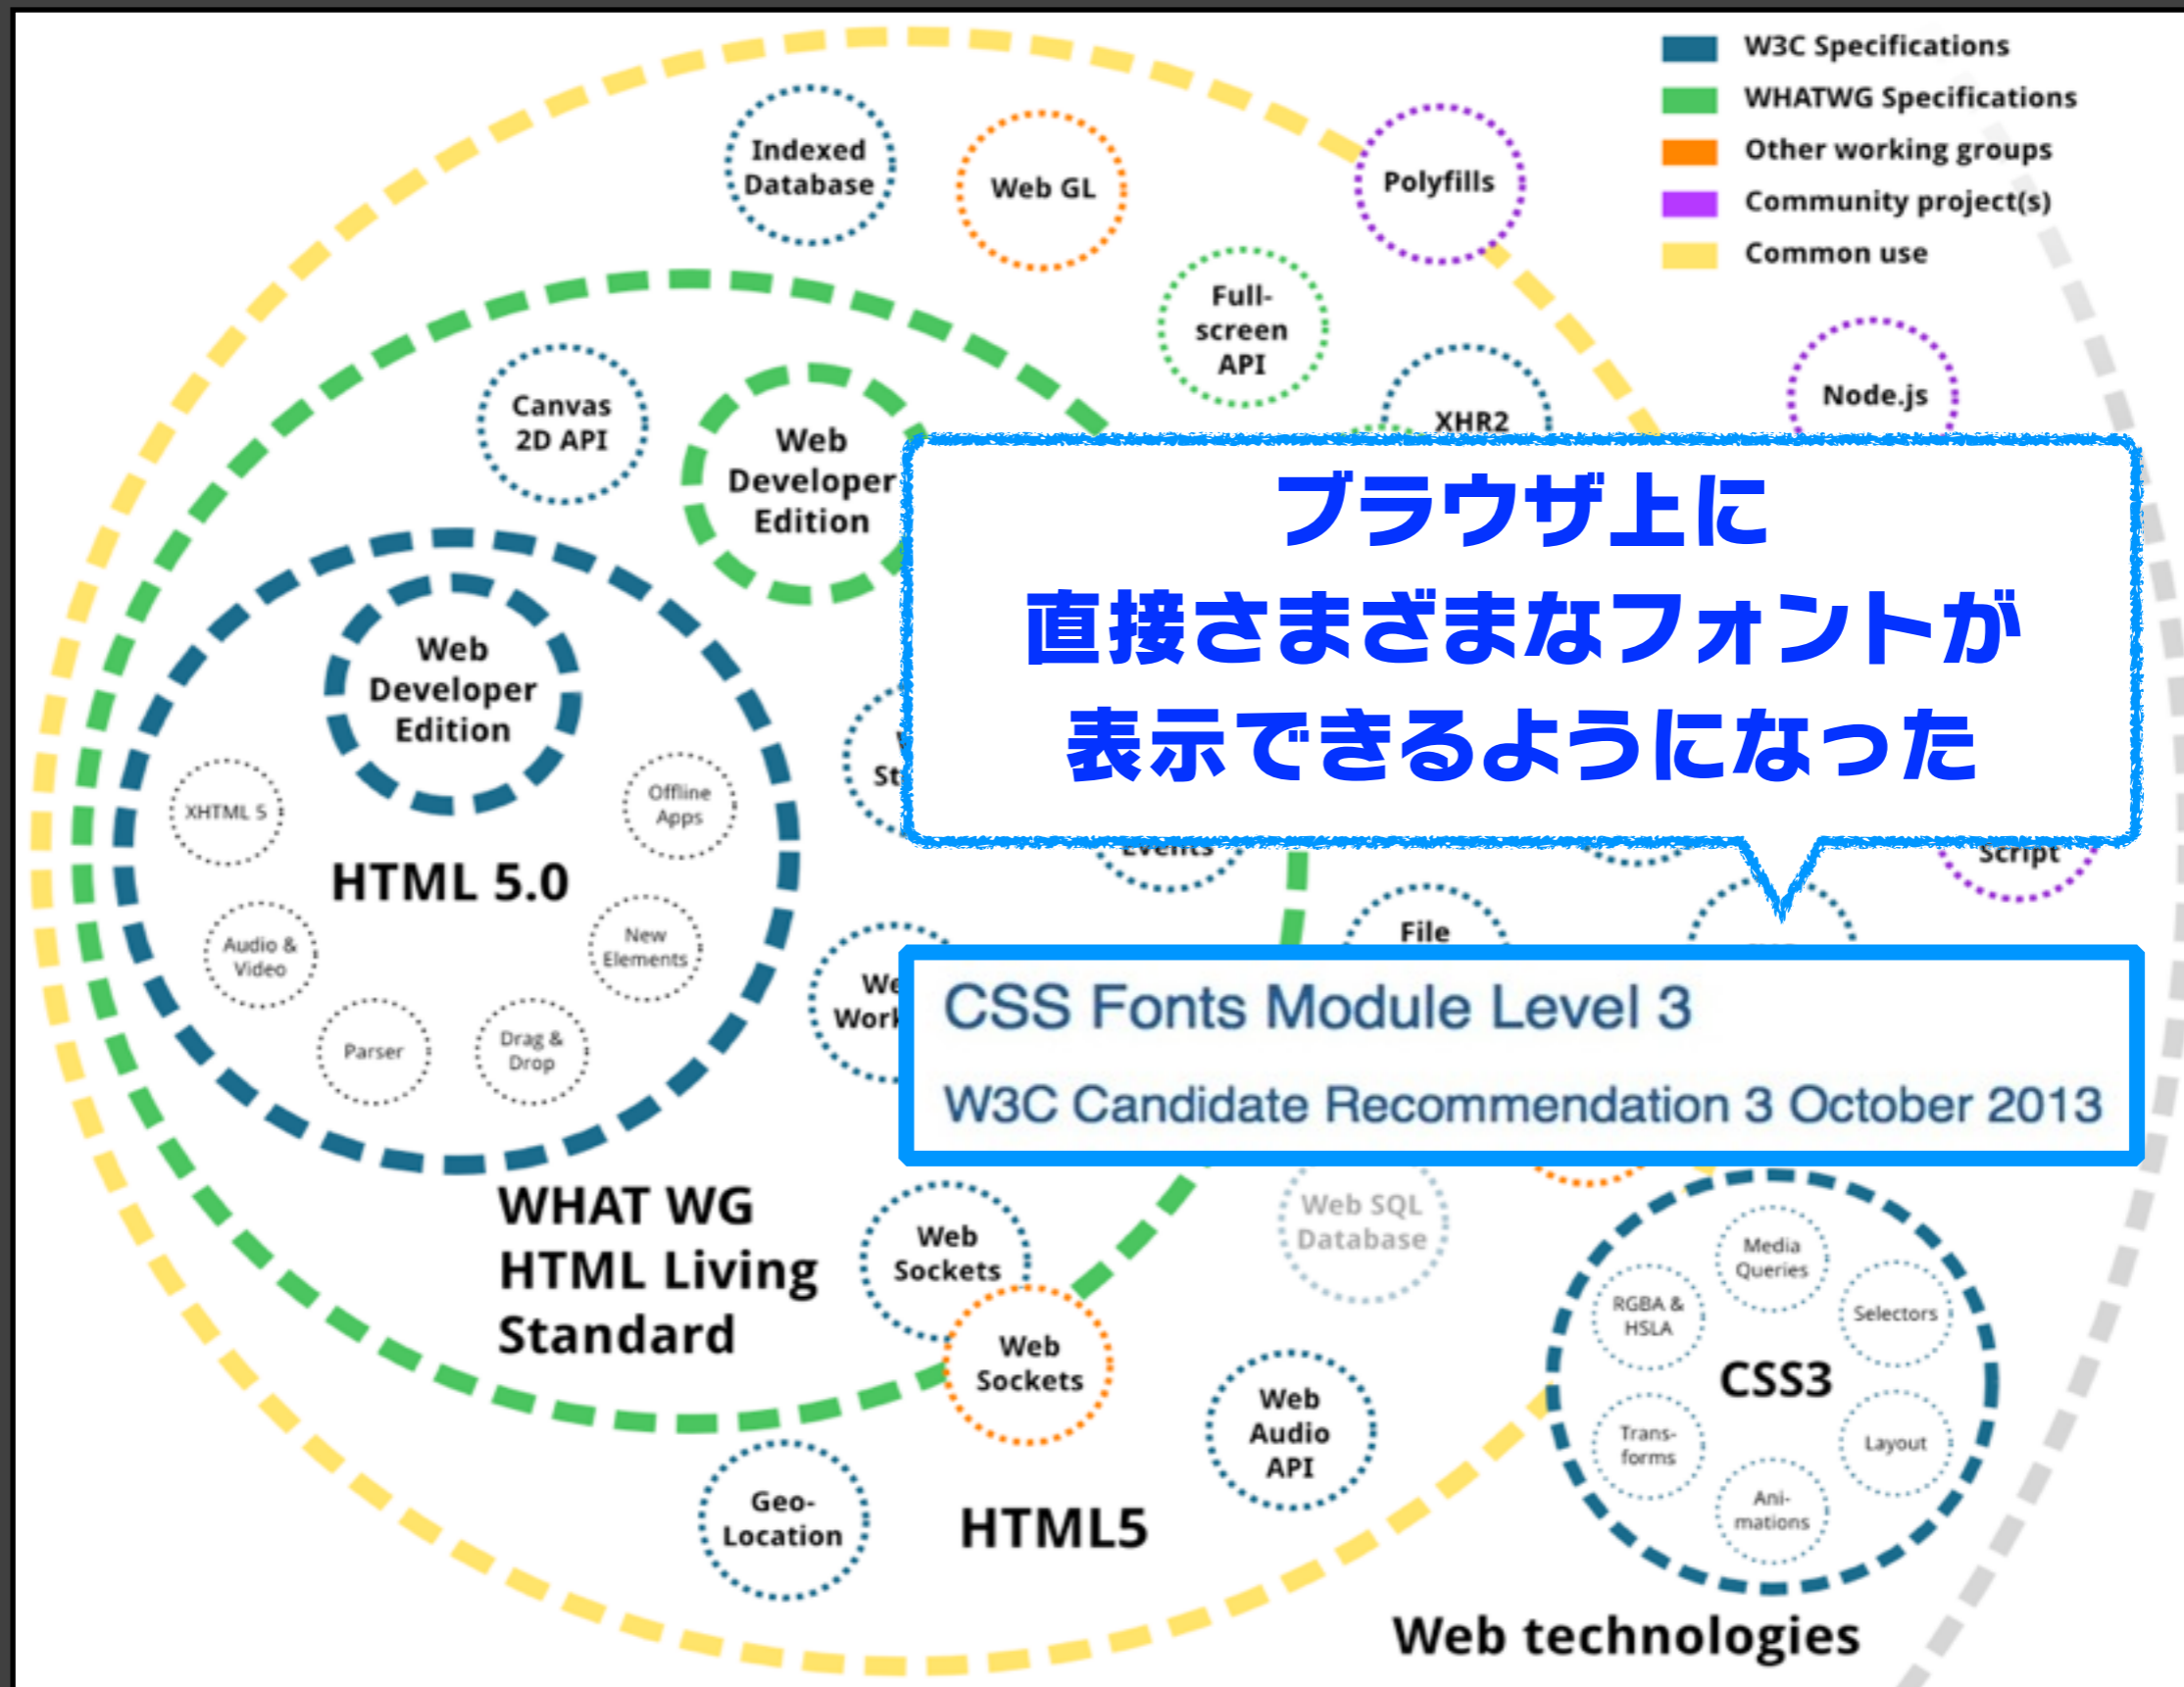 W3C Specifications
WHATWG Specifications
Other working groups
Community project(s)
Common use
Indexed
Database
Web GL
Polyfills
Full-
screen
API
XHR2
Node.js
Canvas
2D API
Web
Developer
Edition
ブラウザ上に
直接さまざまなフォントが
表示できるようになった
Web
Developer
Edition
XHTML 5
Offline
Apps
HTML 5.0
Audio &
Video
New
Elements
Parser
Drag &
Drop
Events
Script
File
CSS Fonts Module Level 3
W3C Candidate Recommendation 3 October 2013
WHAT WG
HTML Living
Standard
Web
Sockets
Web
Sockets
Web SQL
Database
Web
Audio
API
Geo-
Location
HTML5
Media
Queries
RGBA &
HSLA
Selectors
CSS3
Trans-
forms
Layout
Ani-
mations
Web technologies